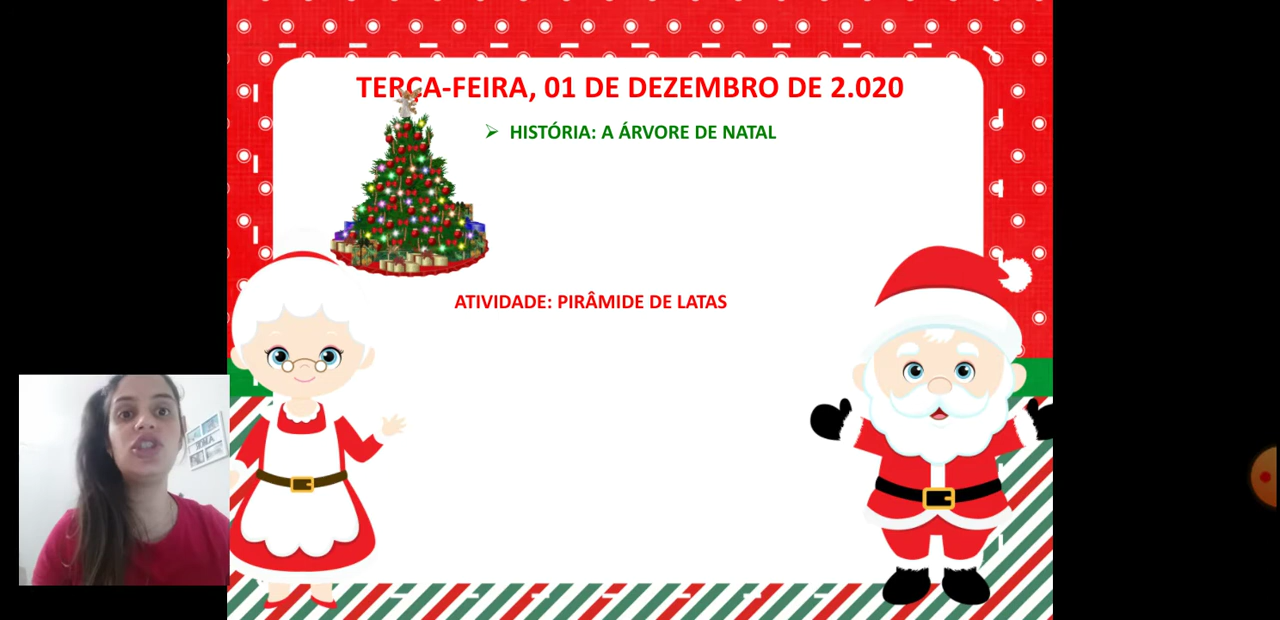 TERÇA-FEIRA, 01 DE DEZEMBRO DE 2.020
HISTÓRIA: A ÁRVORE DE NATAL
ATIVIDADE: PIRÂMIDE DE LATAS